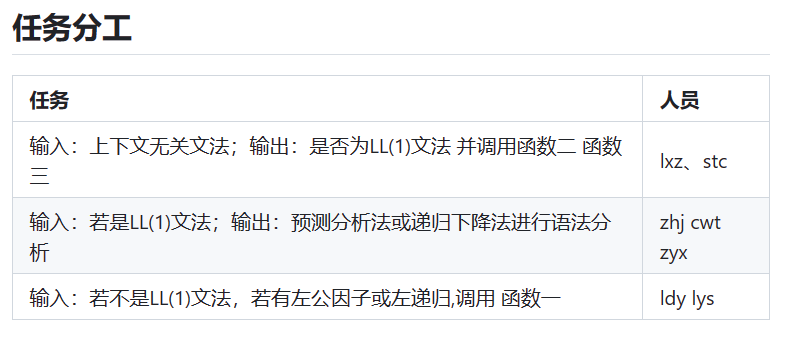 任务分工
任务 人员
输入：上下文无关文法；输出：是否为LL(1)文法 并调用函数二 函数
三
lxz、stc
输入：若是LL(1)文法；输出：预测分析法或递归下降法进行语法分
析
zhj cwt
zyx
输入：若不是LL(1)文法，若有左公因子或左递归,调用 函数一
ldy lys